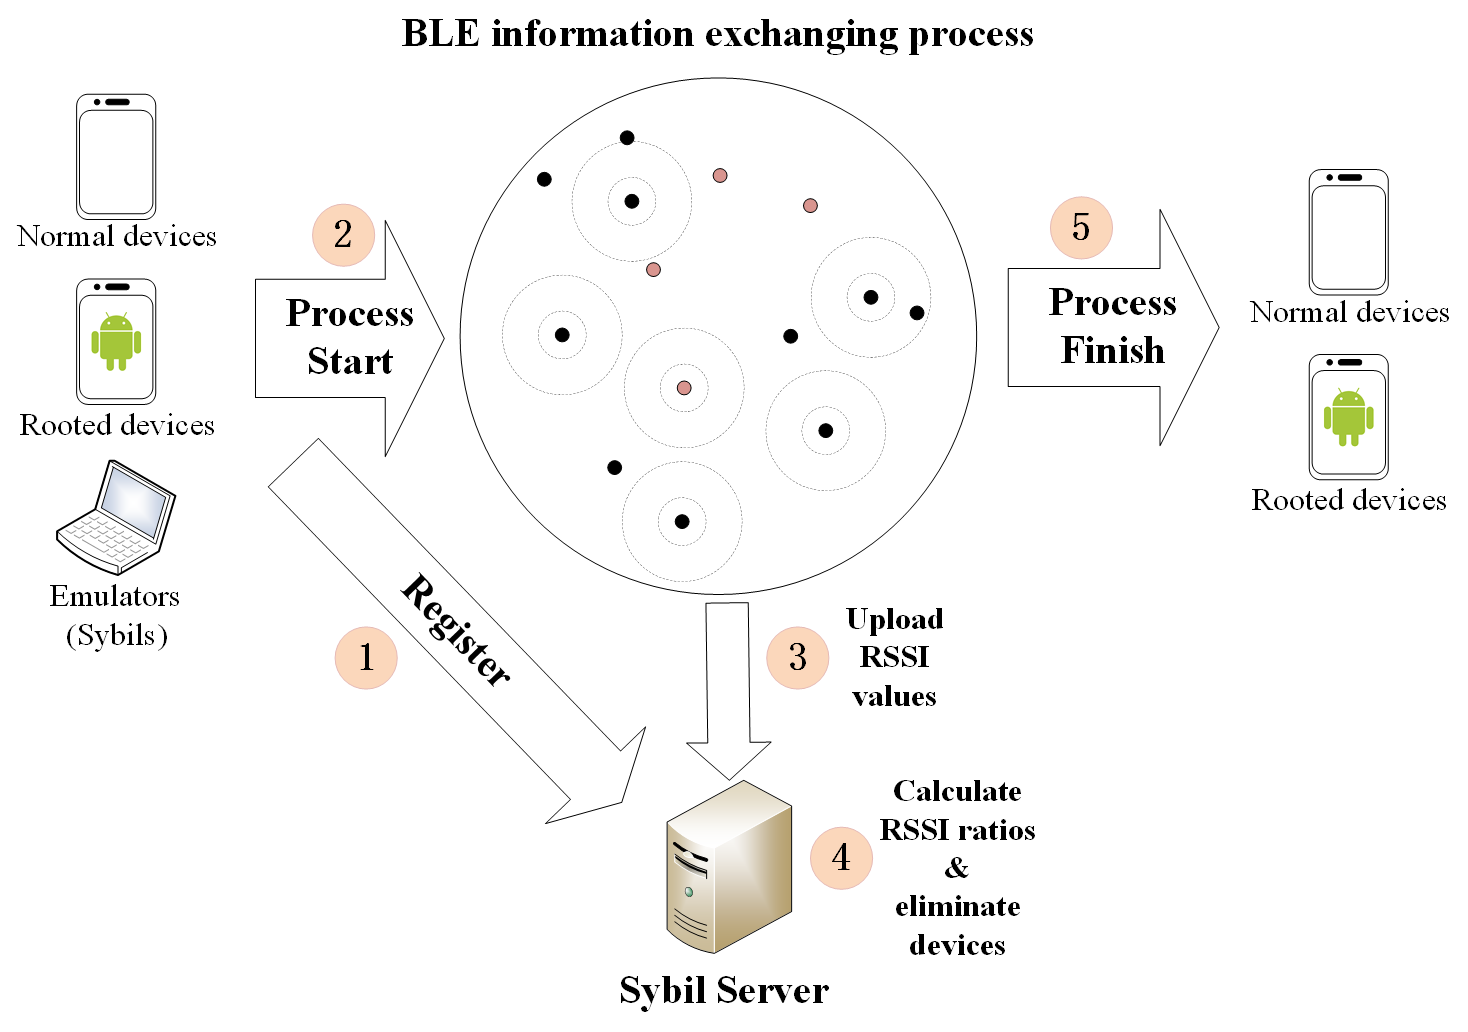 BLE information exchanging process
Normal devices
Rooted devices
Emulators
(Sybils)
2
Process
Start
1
Register
3
Upload
RSSI
values
4
Calculate
RSSI ratios
&
eliminate
devices
Sybil Server
5
Process
Finish
Normal devices
Rooted devices